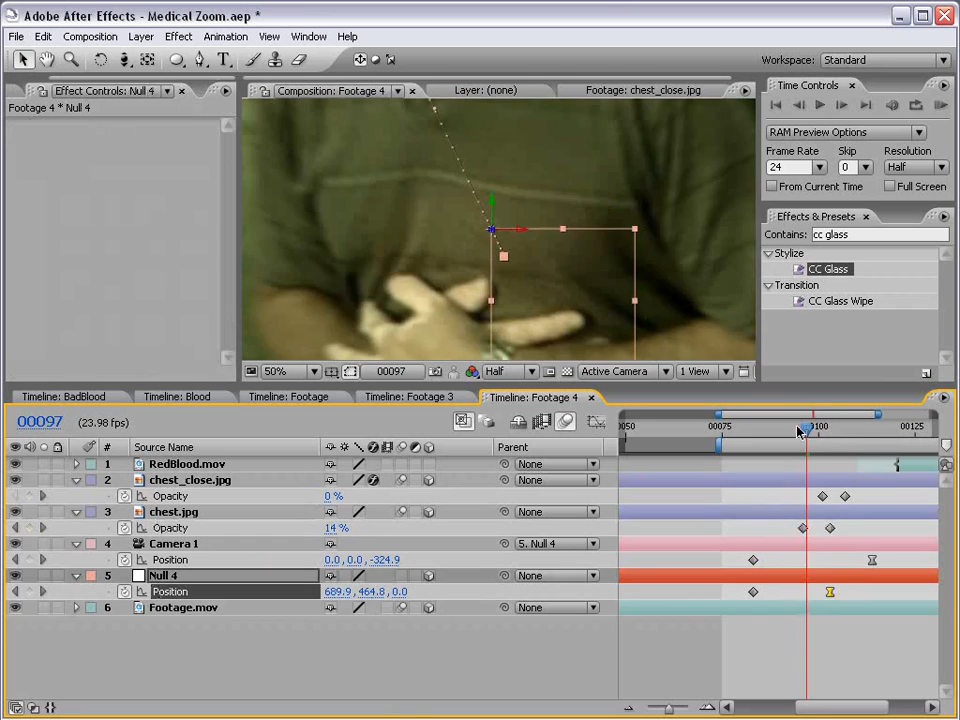 Adobe After Effects - Medical Zoom.aep *
File Edit Composition Layer Effect Animation View Window Help
Workspace: Standard
Effect Controls: Null 4
Composition: Footage 4
Layer: (none)
Footage: chest_close.jpg
Time Controls
Footage 4 * Null 4
RAM Preview Options
Frame Rate Skip Resolution
24 0 Half
From Current Time Full Screen
Effects & Presets
Contains: cc glass
Stylize
CC Glass
Transition
CC Glass Wipe
50% 00097 Half Active Camera 1 View
Timeline: BadBlood Timeline: Blood Timeline: Footage Timeline: Footage 3 Timeline: Footage 4
00097 (23.98 fps)
00050 00075 00100 00125
# Source Name Parent
1 RedBlood.mov None
2 chest_close.jpg None
Opacity 0 %
3 chest.jpg None
Opacity 14 %
4 Camera 1 5. Null 4
Position 0.0, 0.0, -324.9
5 Null 4 None
Position 689.9, 464.8, 0.0
6 Footage.mov None